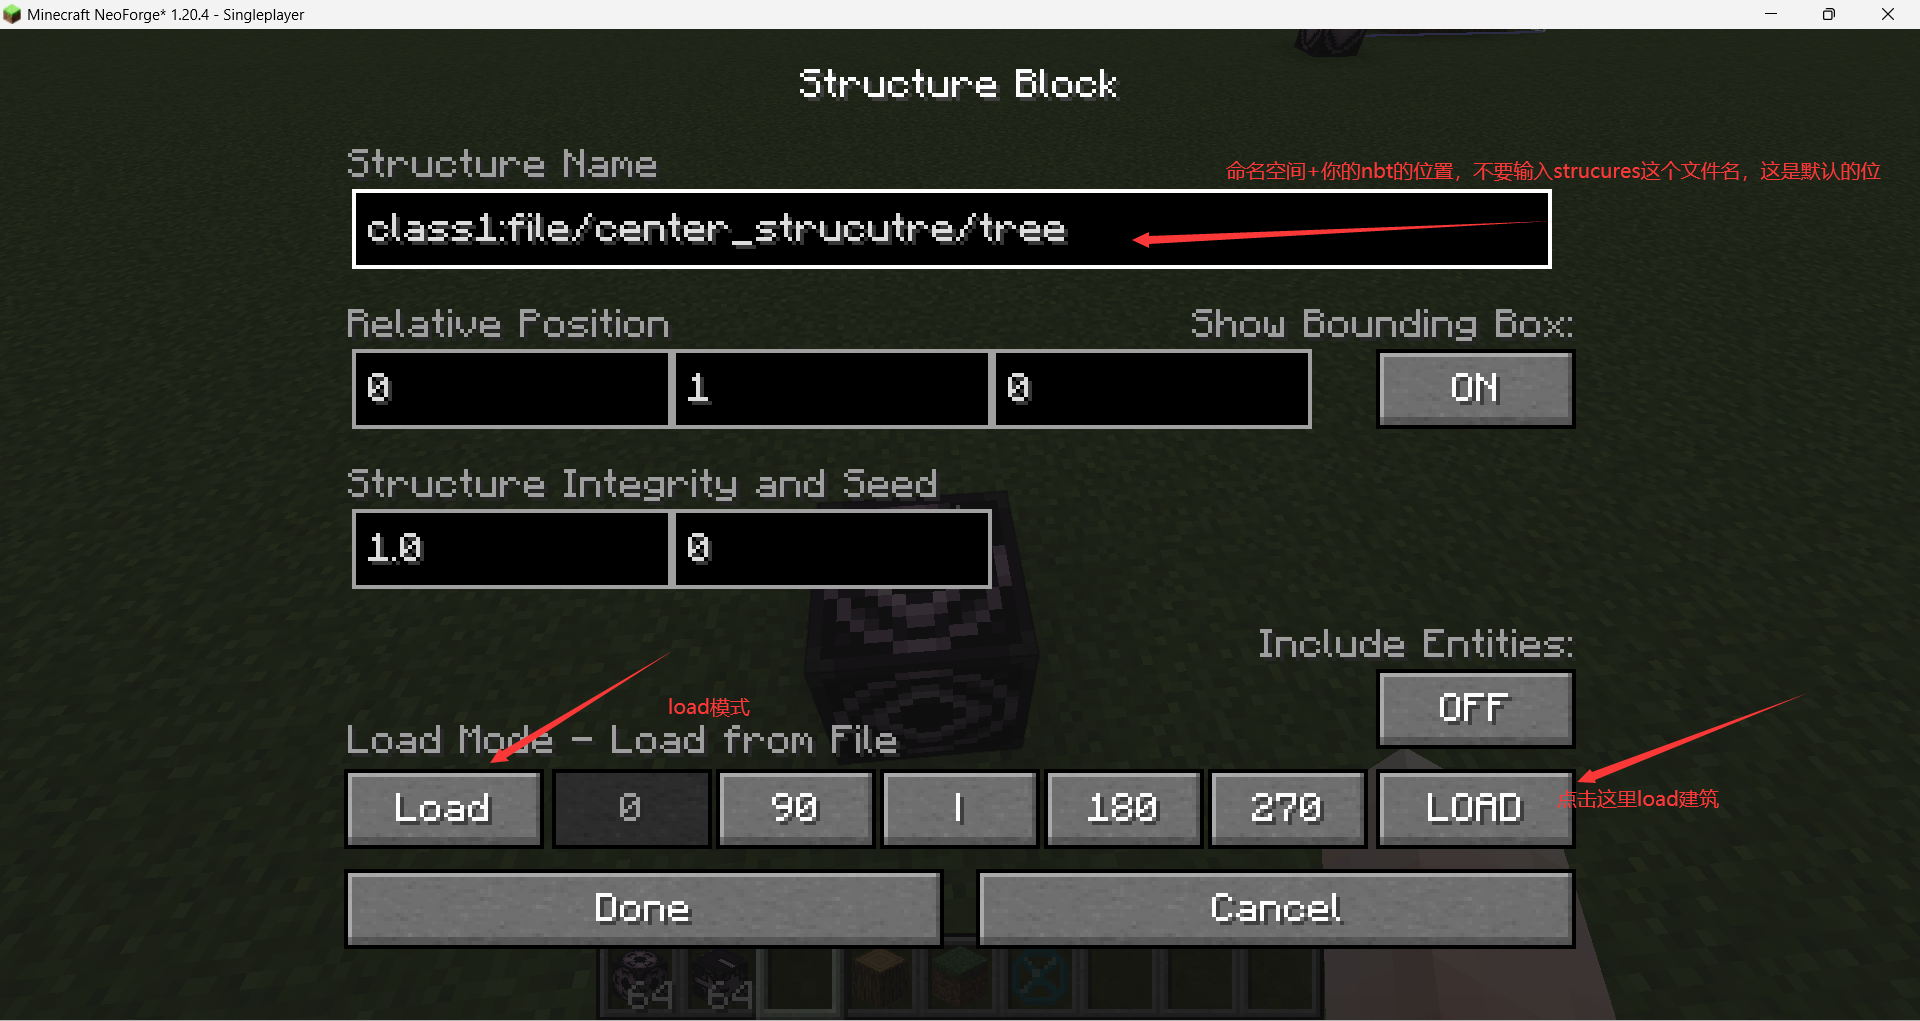 Minecraft NeoForge* 1.20.4 - Singleplayer
Structure Block
Structure Name
命名空间+你的nbt的位置，不要输入strucures这个文件名，这是默认的位
class1:file/center_strucutre/tree
Relative Position
Show Bounding Box:
0
1
0
ON
Structure Integrity and Seed
1.0
0
Include Entities:
OFF
load模式
Load Mode - Load from File
Load
0
90
|
180
270
LOAD
点击这里load建筑
Done
Cancel
64
64